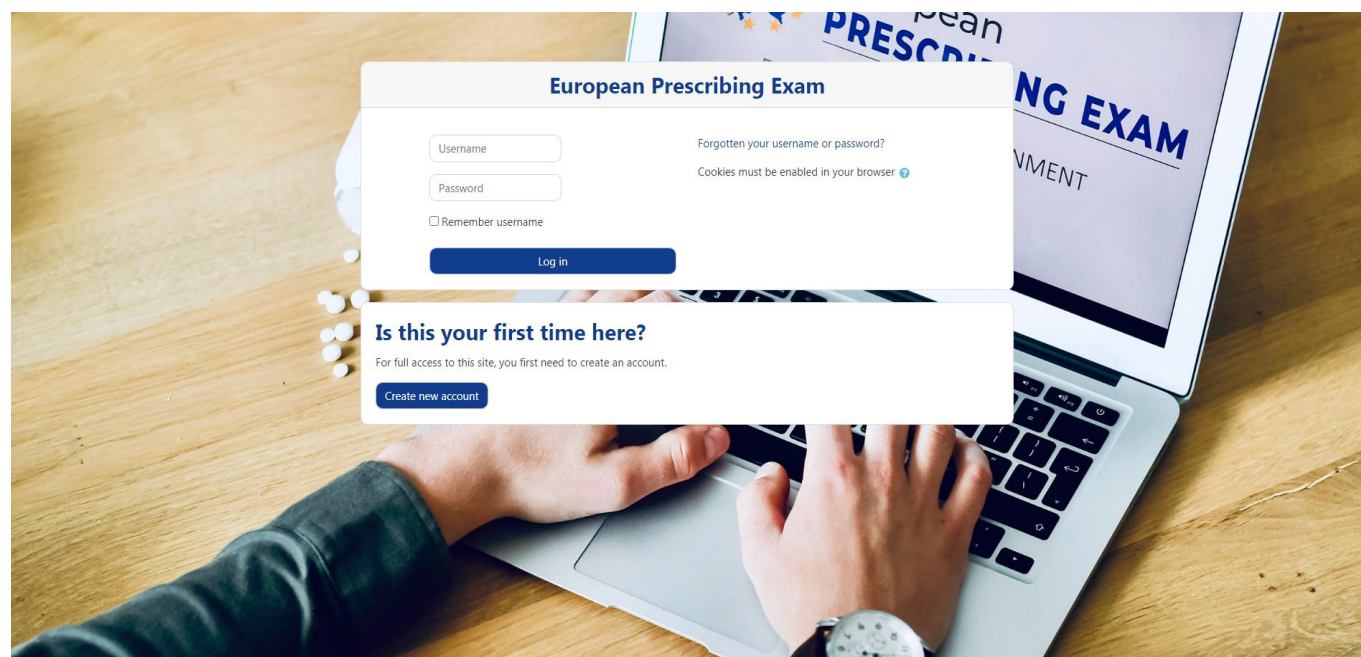 pean
PRESC
NG EXAM
NMENT
European Prescribing Exam
Username
Password
Remember username
Log in
Forgotten your username or password?
Cookies must be enabled in your browser
Is this your first time here?
For full access to this site, you first need to create an account.
Create new account